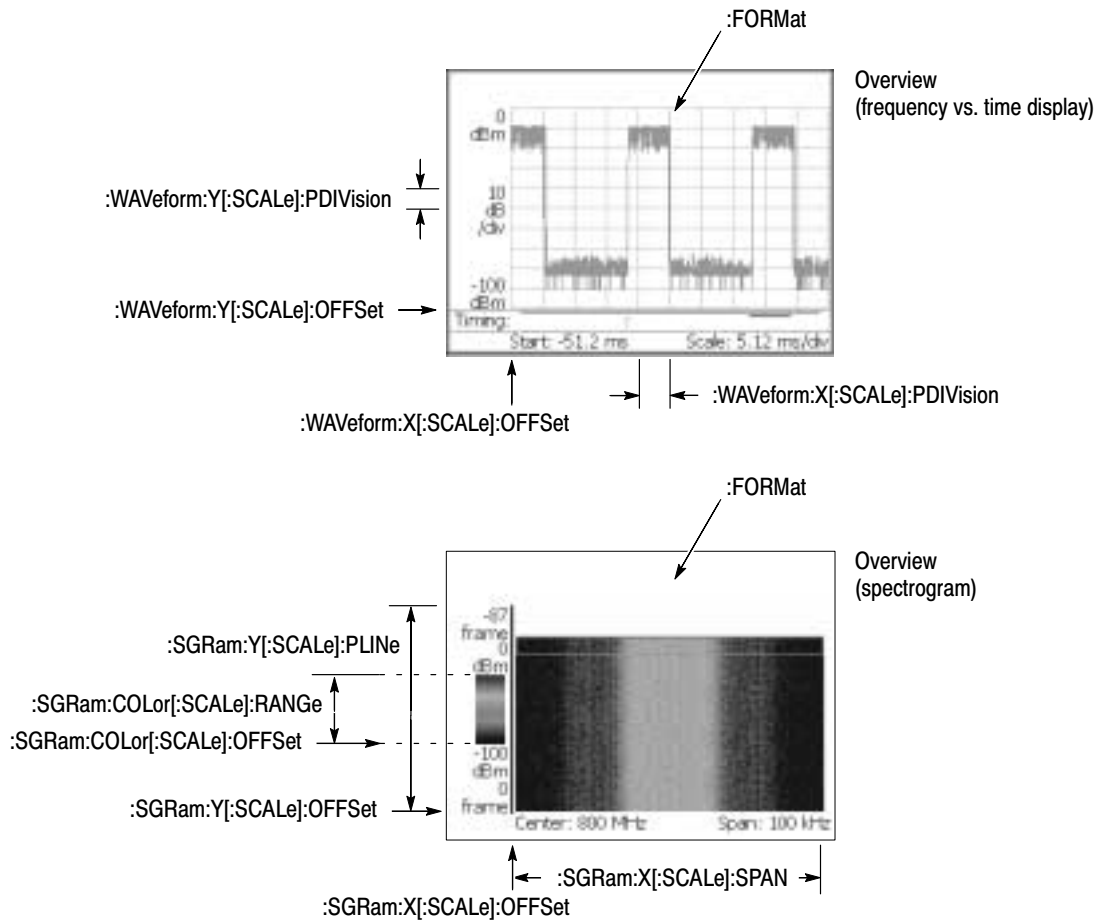 :FORMat
Overview
(frequency vs. time display)
0
dBm
:WAVeform:Y[:SCALe]:PDIVision
10
dB
/div
-100
dBm
:WAVeform:Y[:SCALe]:OFFSet
Timing:
Start: -51.2 ms
Scale: 5.12 ms/div
:WAVeform:X[:SCALe]:PDIVision
:WAVeform:X[:SCALe]:OFFSet
:FORMat
Overview
(spectrogram)
-87
frame
:SGRam:Y[:SCALe]:PLINe
0
dBm
:SGRam:COLor[:SCALe]:RANGe
:SGRam:COLor[:SCALe]:OFFSet
-100
dBm
0
frame
:SGRam:Y[:SCALe]:OFFSet
Center: 800 MHz
Span: 100 kHz
:SGRam:X[:SCALe]:SPAN
:SGRam:X[:SCALe]:OFFSet